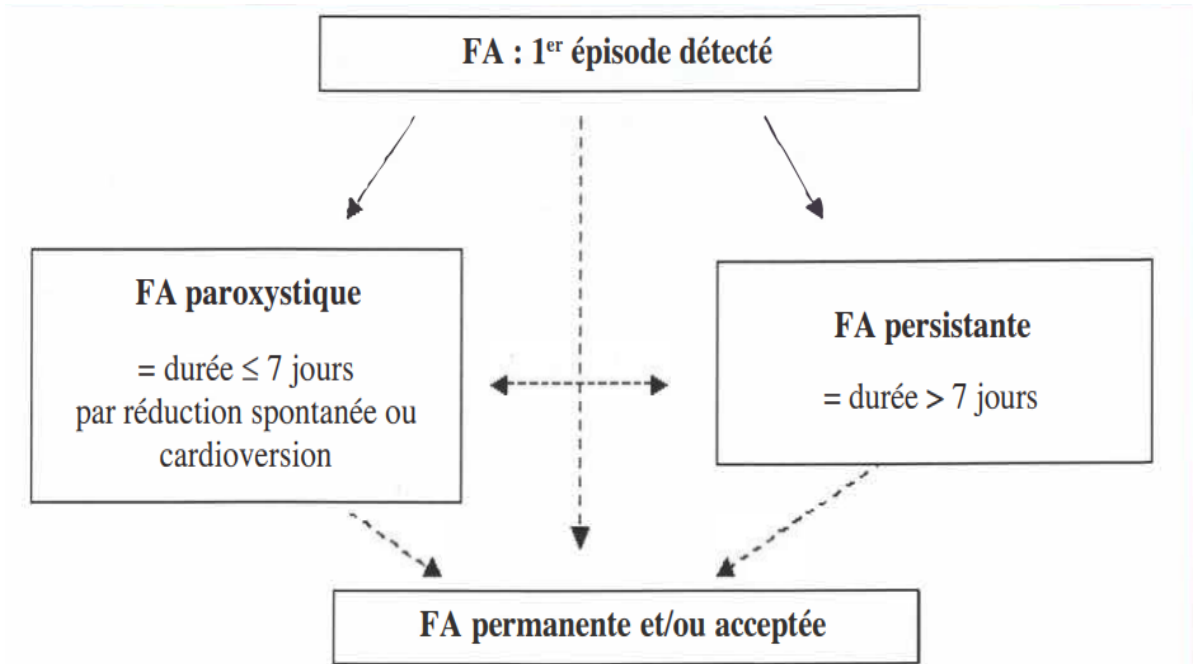 FA : 1er épisode détecté
FA paroxystique
= durée ≤ 7 jours
par réduction spontanée ou
cardioversion
FA persistante
= durée > 7 jours
FA permanente et/ou acceptée